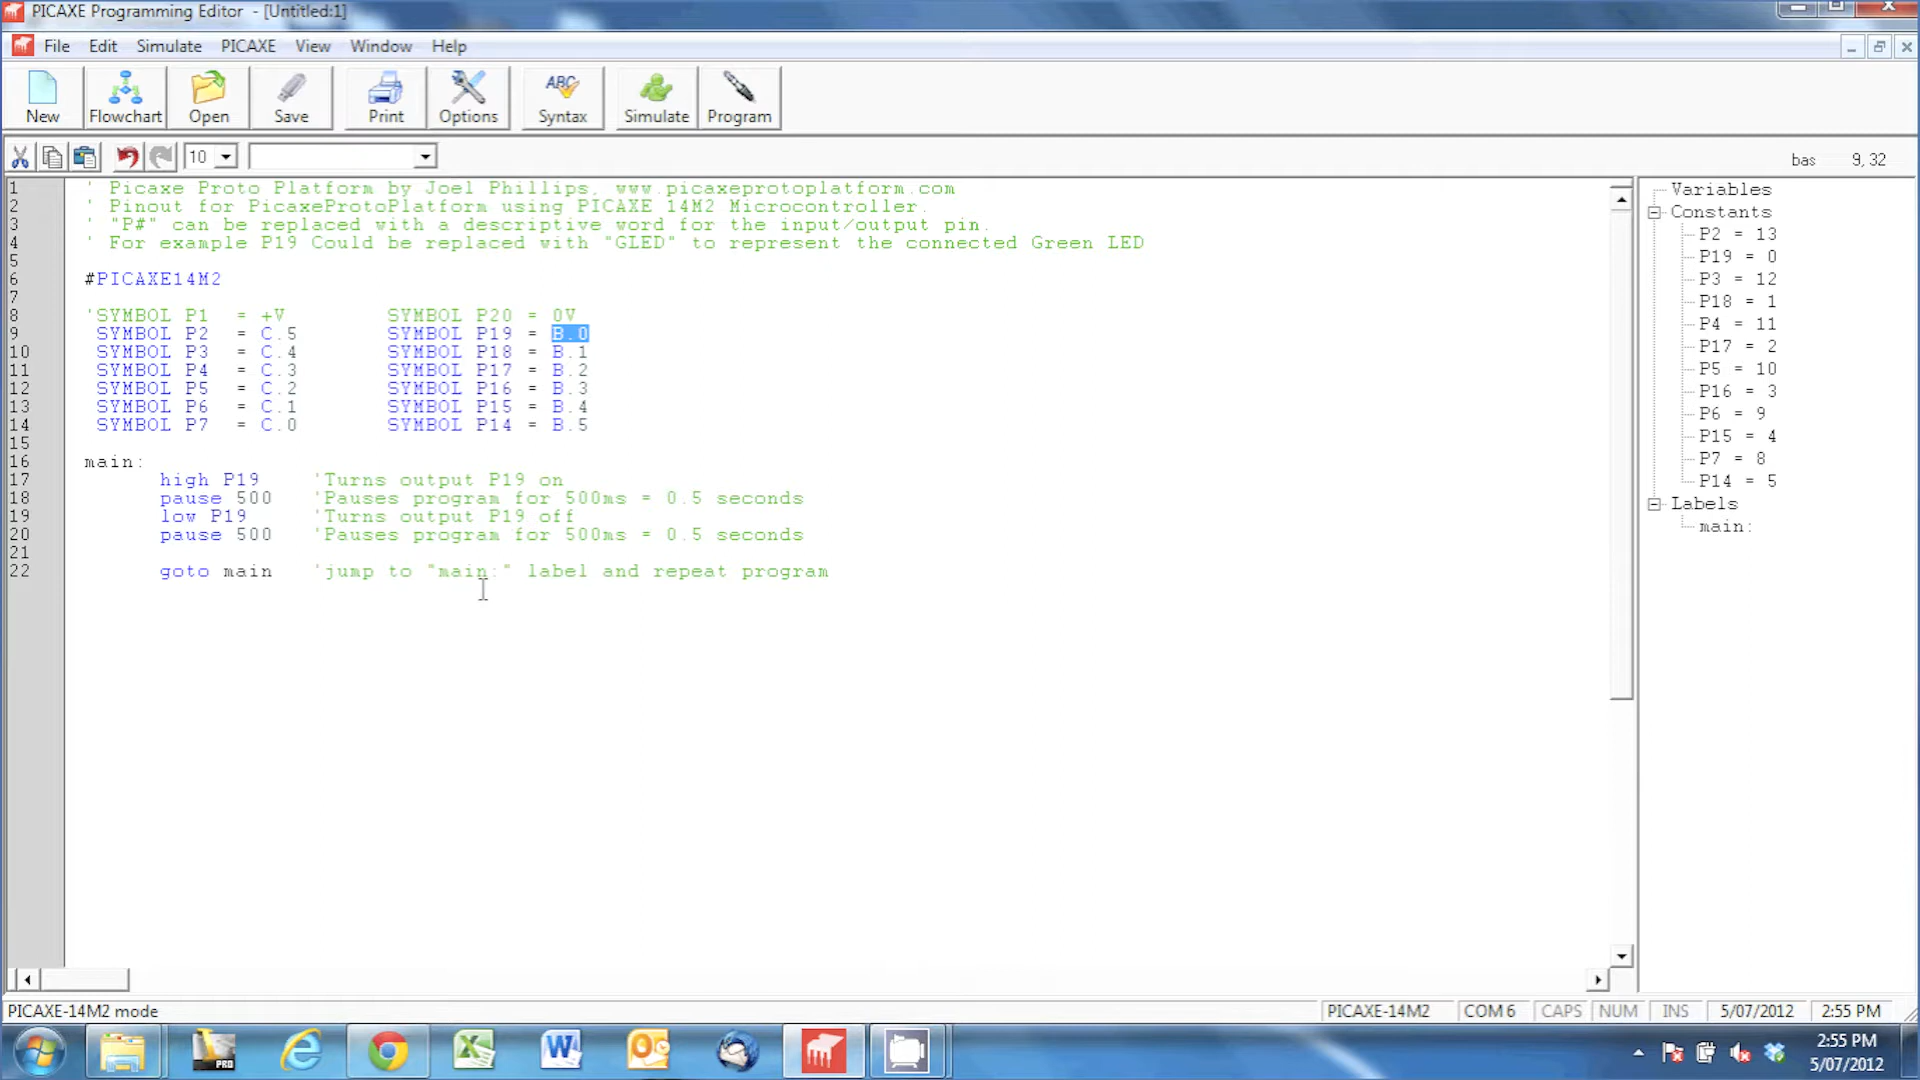 PICAXE Programming Editor - [Untitled:1]
File Edit Simulate PICAXE View Window Help
New Flowchart Open Save Print Options Syntax Simulate Program
ABC
10
bas 9, 32
1 ' Picaxe Proto Platform by Joel Phillips, www.picaxeprotoplatform.com
2 ' Pinout for PicaxeProtoPlatform using PICAXE 14M2 Microcontroller.
3 ' "P#" can be replaced with a descriptive word for the input/output pin.
4 ' For example P19 Could be replaced with "GLED" to represent the connected Green LED
5
6 #PICAXE14M2
7
8 'SYMBOL P1 = +V SYMBOL P20 = 0V
9 SYMBOL P2 = C.5 SYMBOL P19 = B.0
10 SYMBOL P3 = C.4 SYMBOL P18 = B.1
11 SYMBOL P4 = C.3 SYMBOL P17 = B.2
12 SYMBOL P5 = C.2 SYMBOL P16 = B.3
13 SYMBOL P6 = C.1 SYMBOL P15 = B.4
14 SYMBOL P7 = C.0 SYMBOL P14 = B.5
15
16 main:
17 high P19 'Turns output P19 on
18 pause 500 'Pauses program for 500ms = 0.5 seconds
19 low P19 'Turns output P19 off
20 pause 500 'Pauses program for 500ms = 0.5 seconds
21
22 goto main 'jump to "main:" label and repeat program
Variables
Constants
P2 = 13
P19 = 0
P3 = 12
P18 = 1
P4 = 11
P17 = 2
P5 = 10
P16 = 3
P6 = 9
P15 = 4
P7 = 8
P14 = 5
Labels
main:
PICAXE-14M2 mode PICAXE-14M2 COM 6 CAPS NUM INS 5/07/2012 2:55 PM
PRO
2:55 PM
5/07/2012